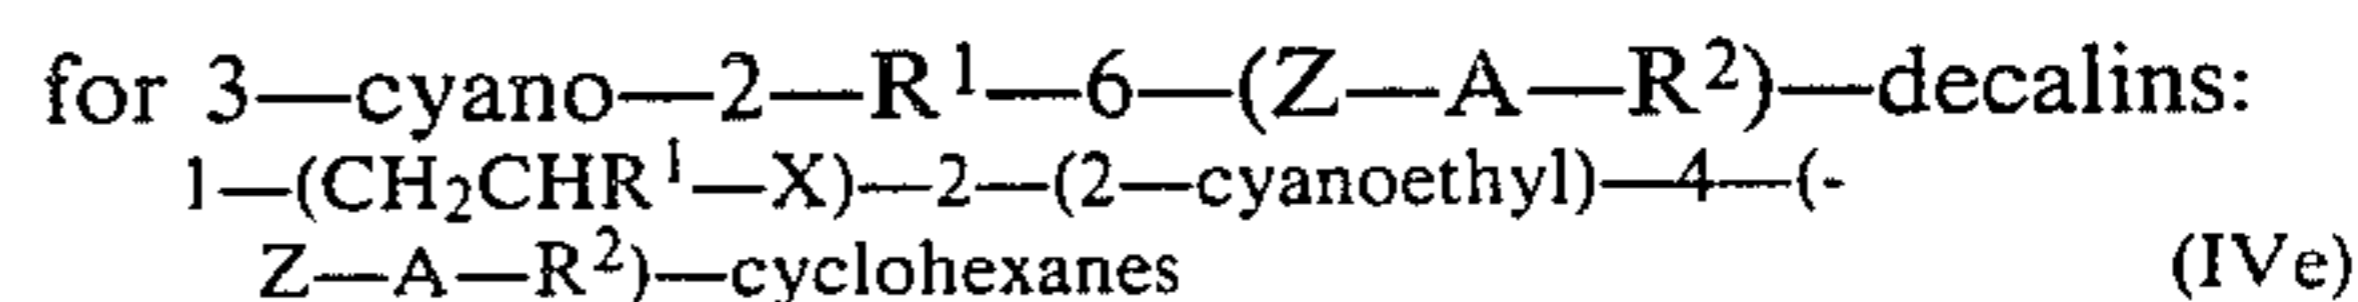 for 3—cyano—2—R¹—6—(Z—A—R²)—decalins:
1—(CH₂CHR¹—X)—2—(2—cyanoethyl)—4—(-
Z—A—R²)—cyclohexanes (IVe)